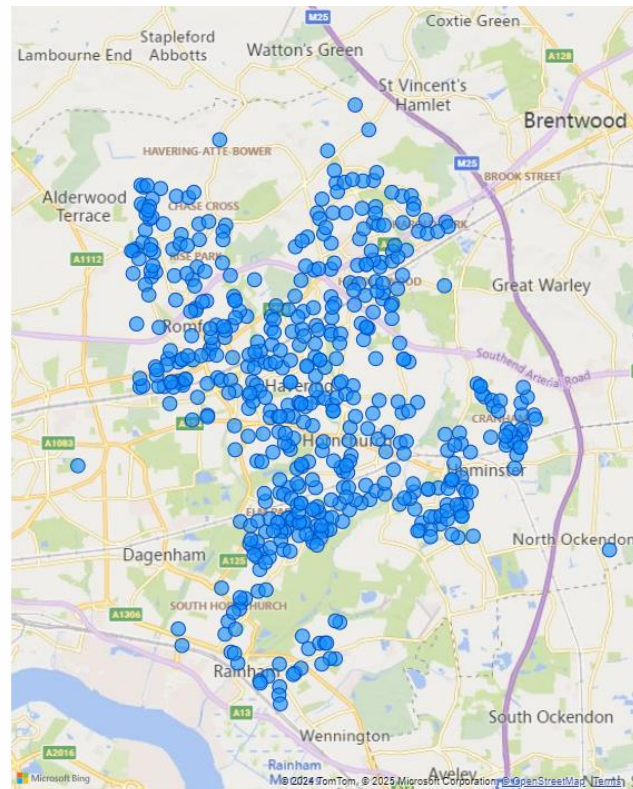 M25
Coxtie Green
Stapleford
Abbotts
Lambourne End
Watton's Green
A128
St Vincent's
Hamlet
Brentwood
HAVERING-ATTE-BOWER
M25
BROOK STREET
Alderwood
Terrace
CHASE CROSS
RISE PARK
A1112
Great Warley
Southend Arterial Road
Havering
CRANHAM
A1083
Hornchurch
North Ockendon
Dagenham
A125
A1306
SOUTH HORNCHURCH
Rainham
A13
South Ockendon
Wennington
A2016
Rainham
Aveley
Microsoft Bing
© 2024 TomTom, © 2025 Microsoft Corporation, © OpenStreetMap Terms